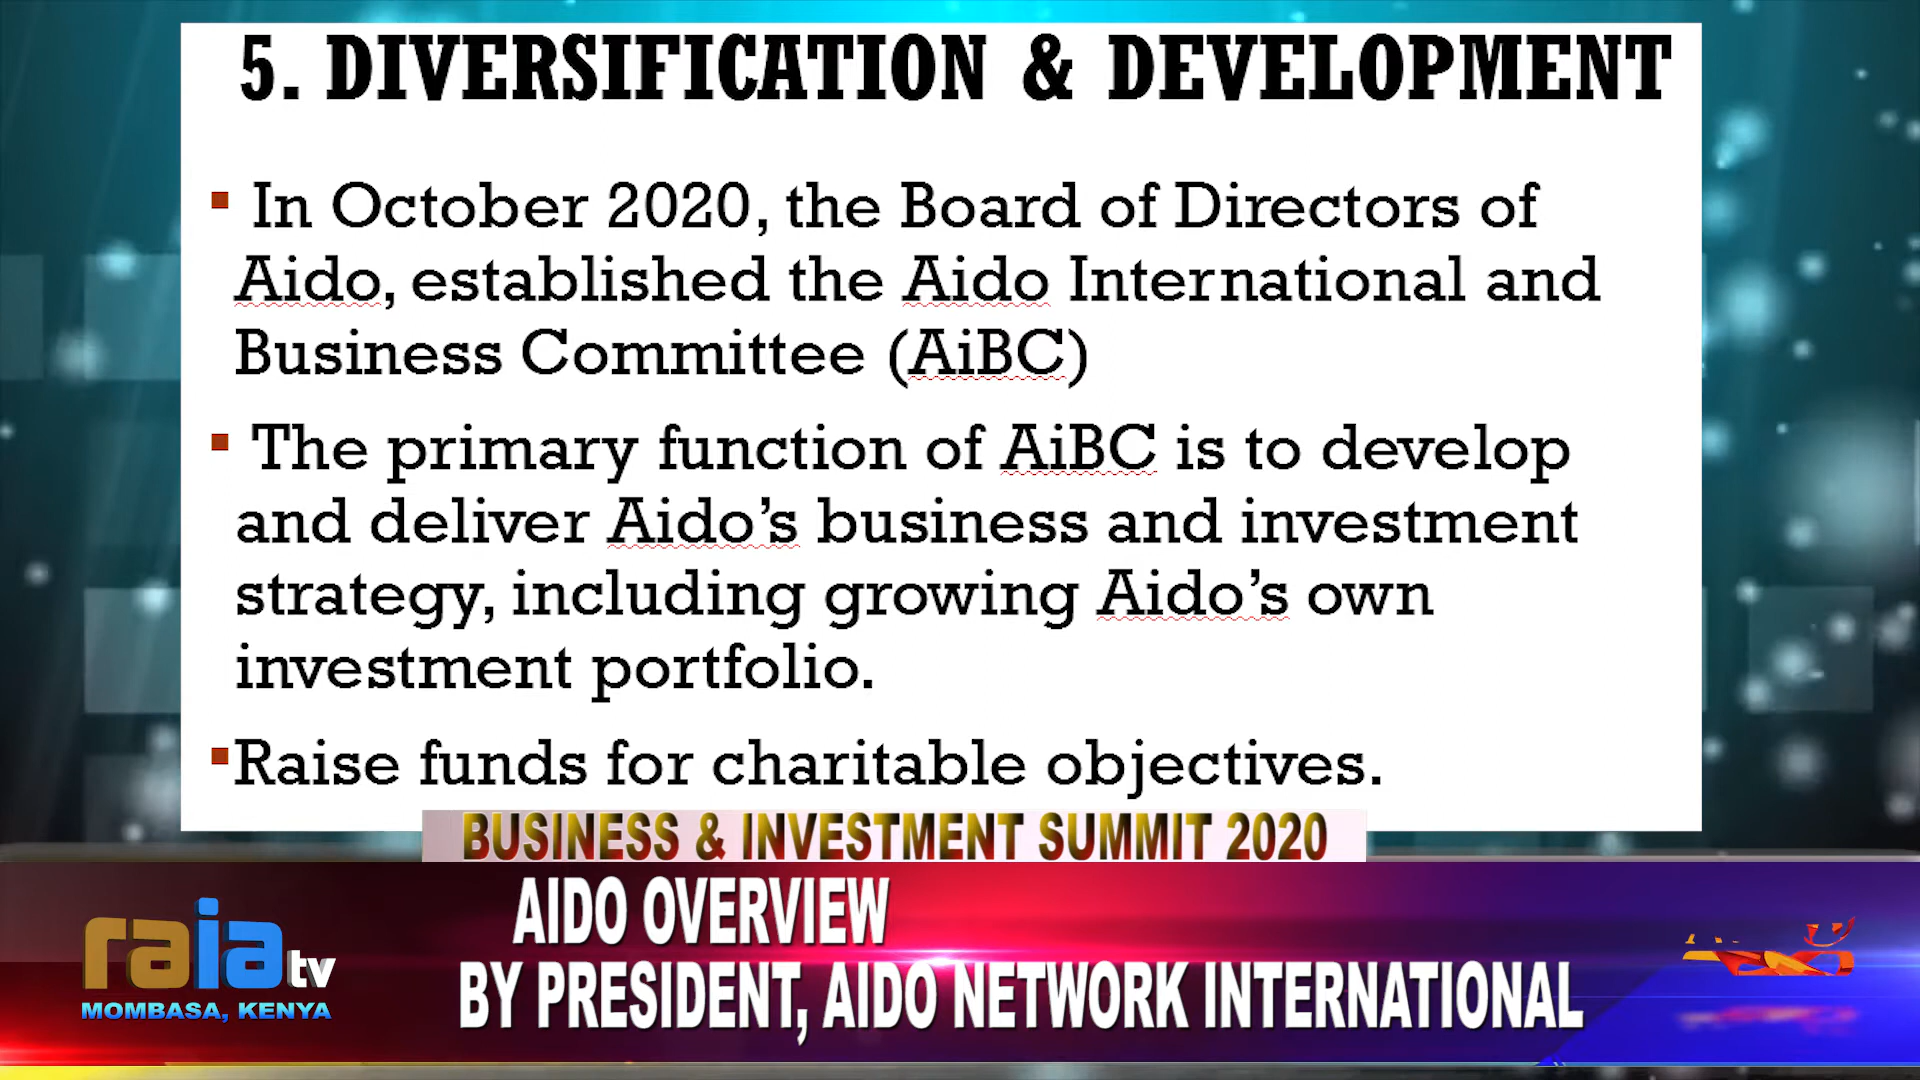 5. DIVERSIFICATION & DEVELOPMENT
▪ In October 2020, the Board of Directors of
Aido, established the Aido International and
Business Committee (AiBC)
▪ The primary function of AiBC is to develop
and deliver Aido’s business and investment
strategy, including growing Aido’s own
investment portfolio.
▪Raise funds for charitable objectives.
BUSINESS & INVESTMENT SUMMIT 2020
AIDO OVERVIEW
BY PRESIDENT, AIDO NETWORK INTERNATIONAL
raia tv
MOMBASA, KENYA